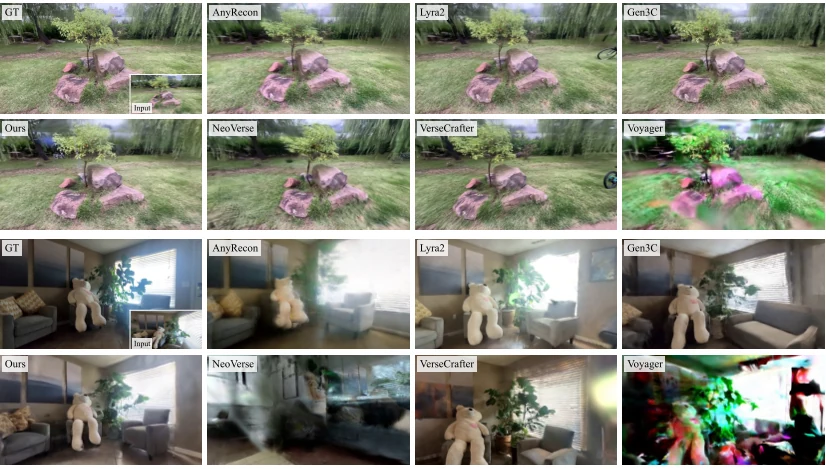 GT
AnyRecon
Lyra2
Gen3C
Input
Ours
NeoVerse
VerseCrafter
Voyager
GT
AnyRecon
Lyra2
Gen3C
Input
Ours
NeoVerse
VerseCrafter
Voyager